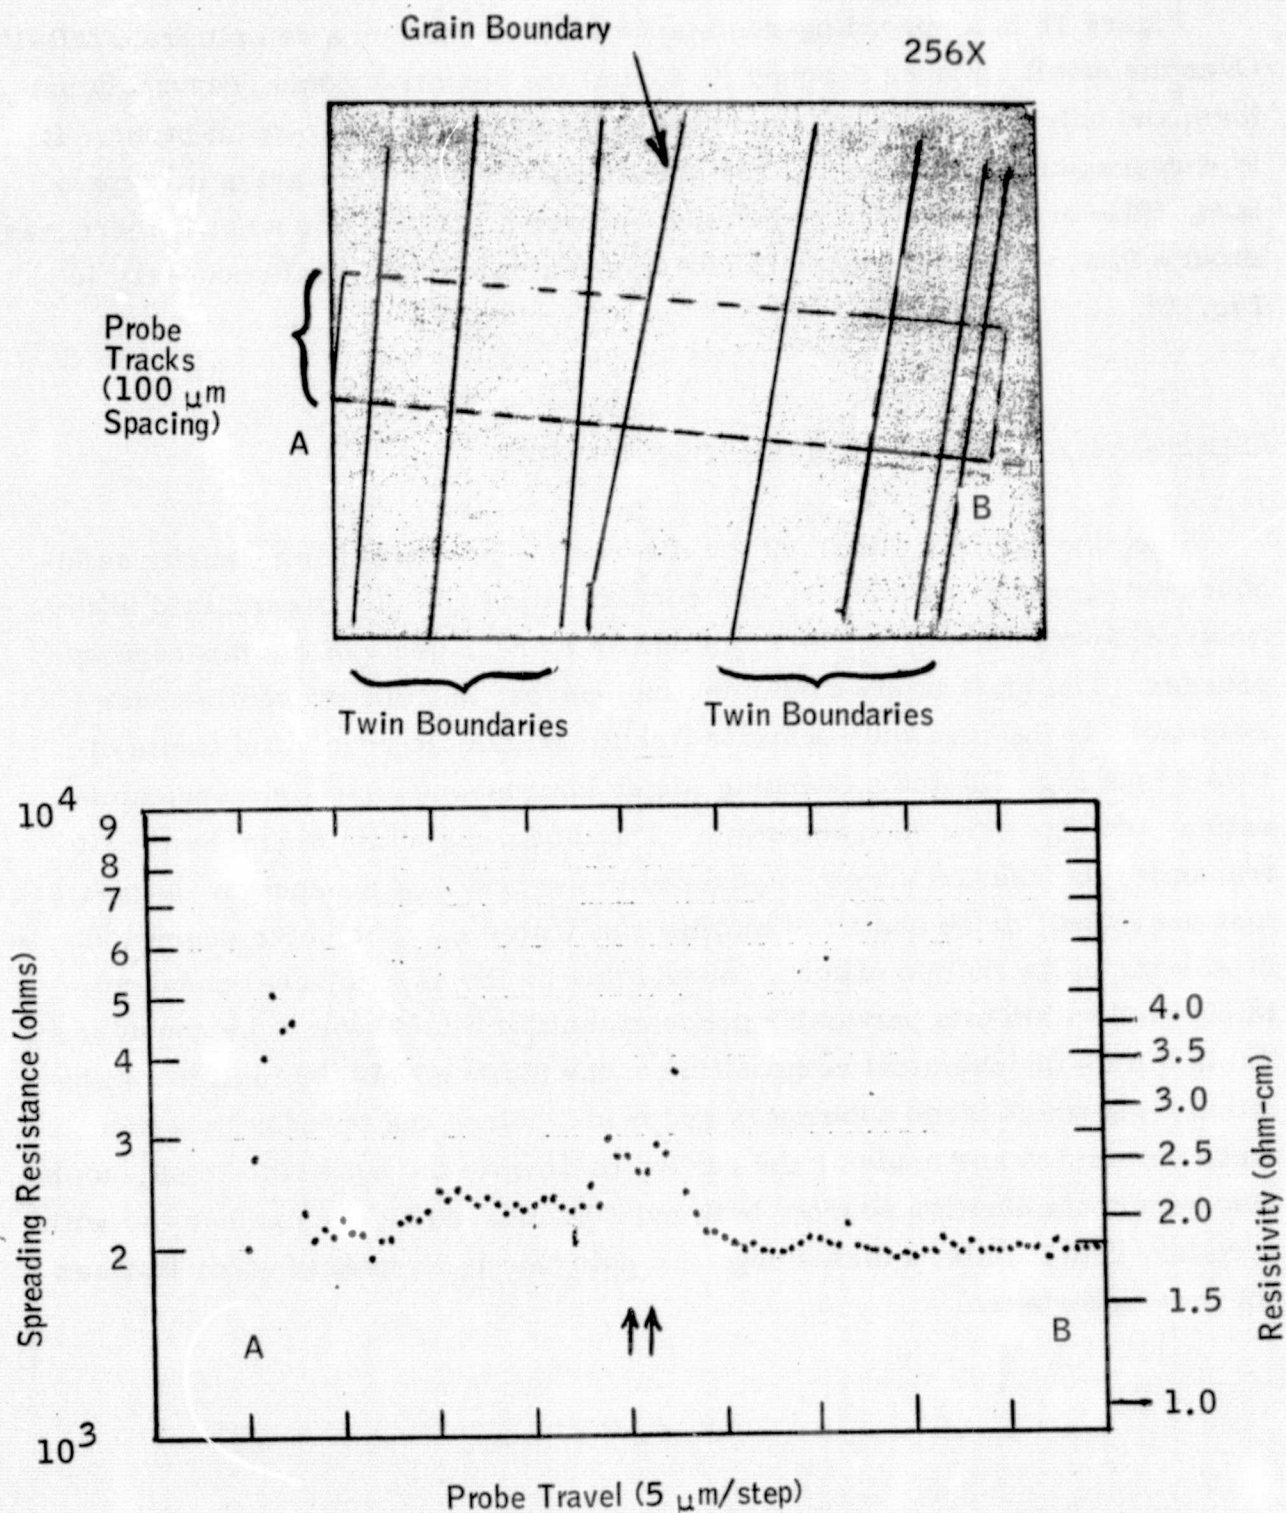 Grain Boundary
256X
Probe
Tracks
(100 μm
Spacing)
A
B
Twin Boundaries
Twin Boundaries
10⁴
9
8
7
6
5
4
3
2
10³
Spreading Resistance (ohms)
4.0
3.5
3.0
2.5
2.0
1.5
1.0
Resistivity (ohm-cm)
A
B
Probe Travel (5 μm/step)